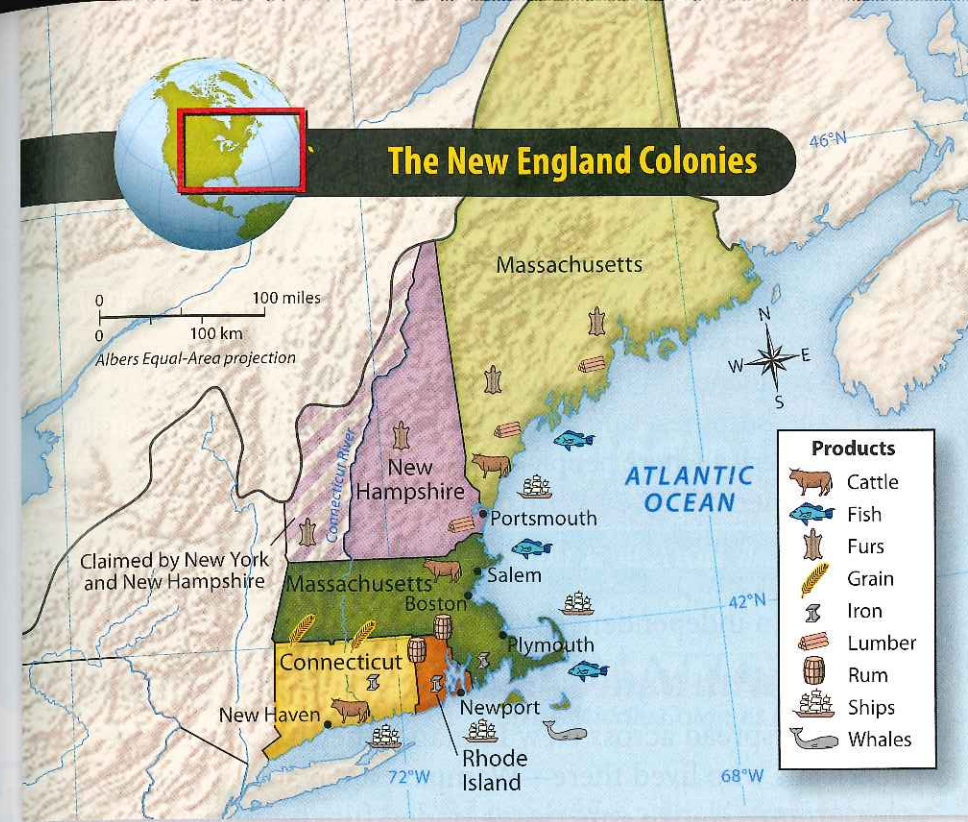 The New England Colonies
46°N
Massachusetts
0
100 miles
0
100 km
Albers Equal-Area projection
N
W
E
S
Connecticut River
New
Hampshire
ATLANTIC
OCEAN
Portsmouth
Claimed by New York
and New Hampshire
Massachusetts
Salem
Boston
42°N
Plymouth
Connecticut
New Haven
Newport
Rhode
Island
72°W
68°W
Products
Cattle
Fish
Furs
Grain
Iron
Lumber
Rum
Ships
Whales